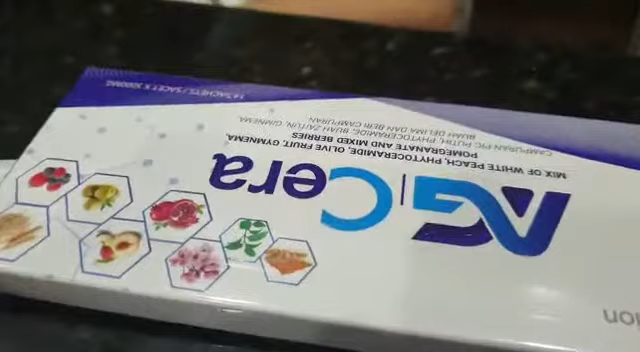 AG|Cera
MIX OF WHITE PEACH, PHYTOCERAMIDE, OLIVE FRUIT, GYMNEMA,
POMEGRANATE AND MIXED BERRIES
CAMPURAN PIC PUTIH, PHYTOCERAMIDE, BUAH ZAITUN, GIMNEMA,
BUAH DELIMA DAN BERI CAMPURAN
14 SACHETS / SACET X 3000MG